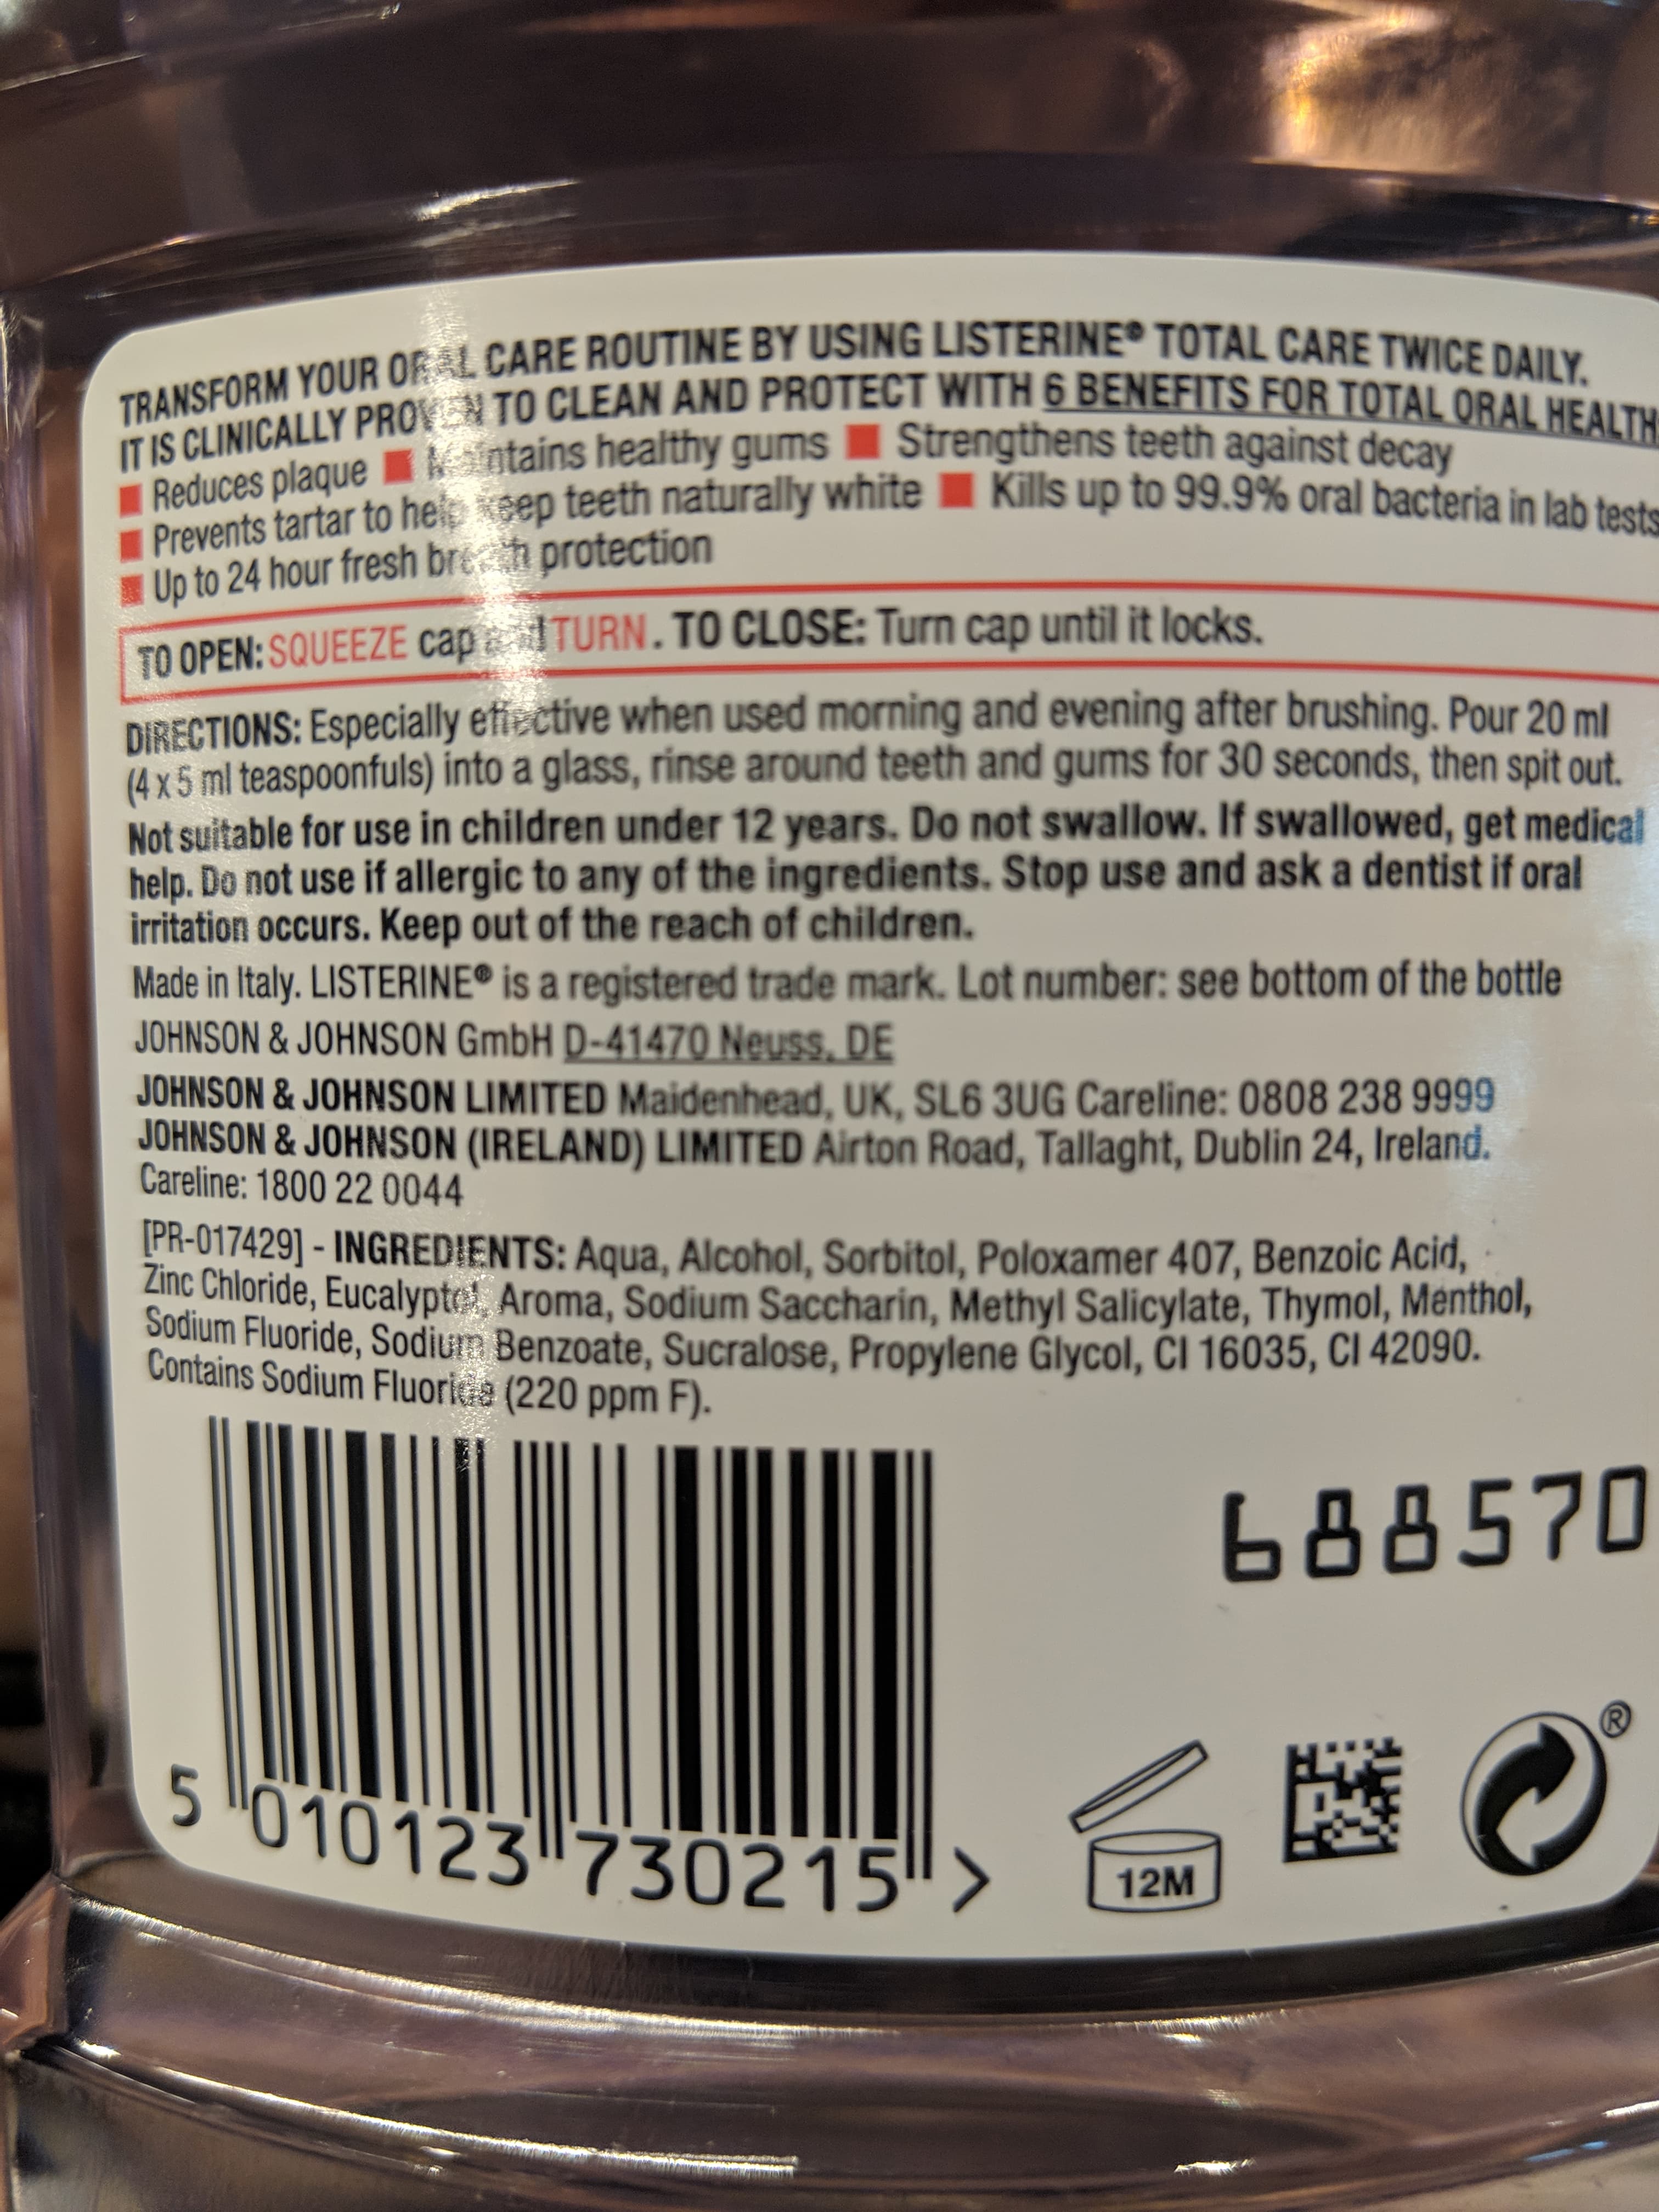 TRANSFORM YOUR ORAL CARE ROUTINE BY USING LISTERINE® TOTAL CARE TWICE DAILY.
IT IS CLINICALLY PROVEN TO CLEAN AND PROTECT WITH 6 BENEFITS FOR TOTAL ORAL HEALTH
■ Reduces plaque ■ Maintains healthy gums ■ Strengthens teeth against decay
■ Prevents tartar to help keep teeth naturally white ■ Kills up to 99.9% oral bacteria in lab tests
■ Up to 24 hour fresh breath protection
TO OPEN: SQUEEZE cap and TURN. TO CLOSE: Turn cap until it locks.
DIRECTIONS: Especially effective when used morning and evening after brushing. Pour 20 ml
(4 x 5 ml teaspoonfuls) into a glass, rinse around teeth and gums for 30 seconds, then spit out.
Not suitable for use in children under 12 years. Do not swallow. If swallowed, get medical
help. Do not use if allergic to any of the ingredients. Stop use and ask a dentist if oral
irritation occurs. Keep out of the reach of children.
Made in Italy. LISTERINE® is a registered trade mark. Lot number: see bottom of the bottle
JOHNSON & JOHNSON GmbH D-41470 Neuss, DE
JOHNSON & JOHNSON LIMITED Maidenhead, UK, SL6 3UG Careline: 0808 238 9999
JOHNSON & JOHNSON (IRELAND) LIMITED Airton Road, Tallaght, Dublin 24, Ireland.
Careline: 1800 22 0044
[PR-017429] - INGREDIENTS: Aqua, Alcohol, Sorbitol, Poloxamer 407, Benzoic Acid,
Zinc Chloride, Eucalyptol, Aroma, Sodium Saccharin, Methyl Salicylate, Thymol, Menthol,
Sodium Fluoride, Sodium Benzoate, Sucralose, Propylene Glycol, CI 16035, CI 42090.
Contains Sodium Fluoride (220 ppm F).
688570
5 010123 730215 >
12M
®